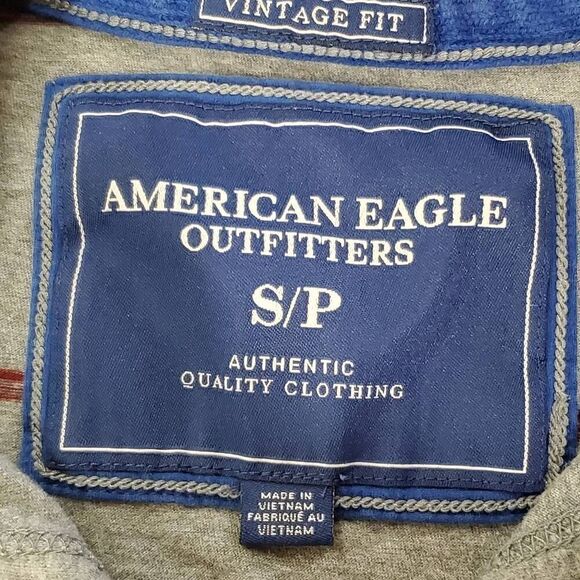 VINTAGE FIT
AMERICAN EAGLE
OUTFITTERS
S/P
AUTHENTIC
QUALITY CLOTHING
MADE IN
VIETNAM
FABRIQUÉ AU
VIETNAM